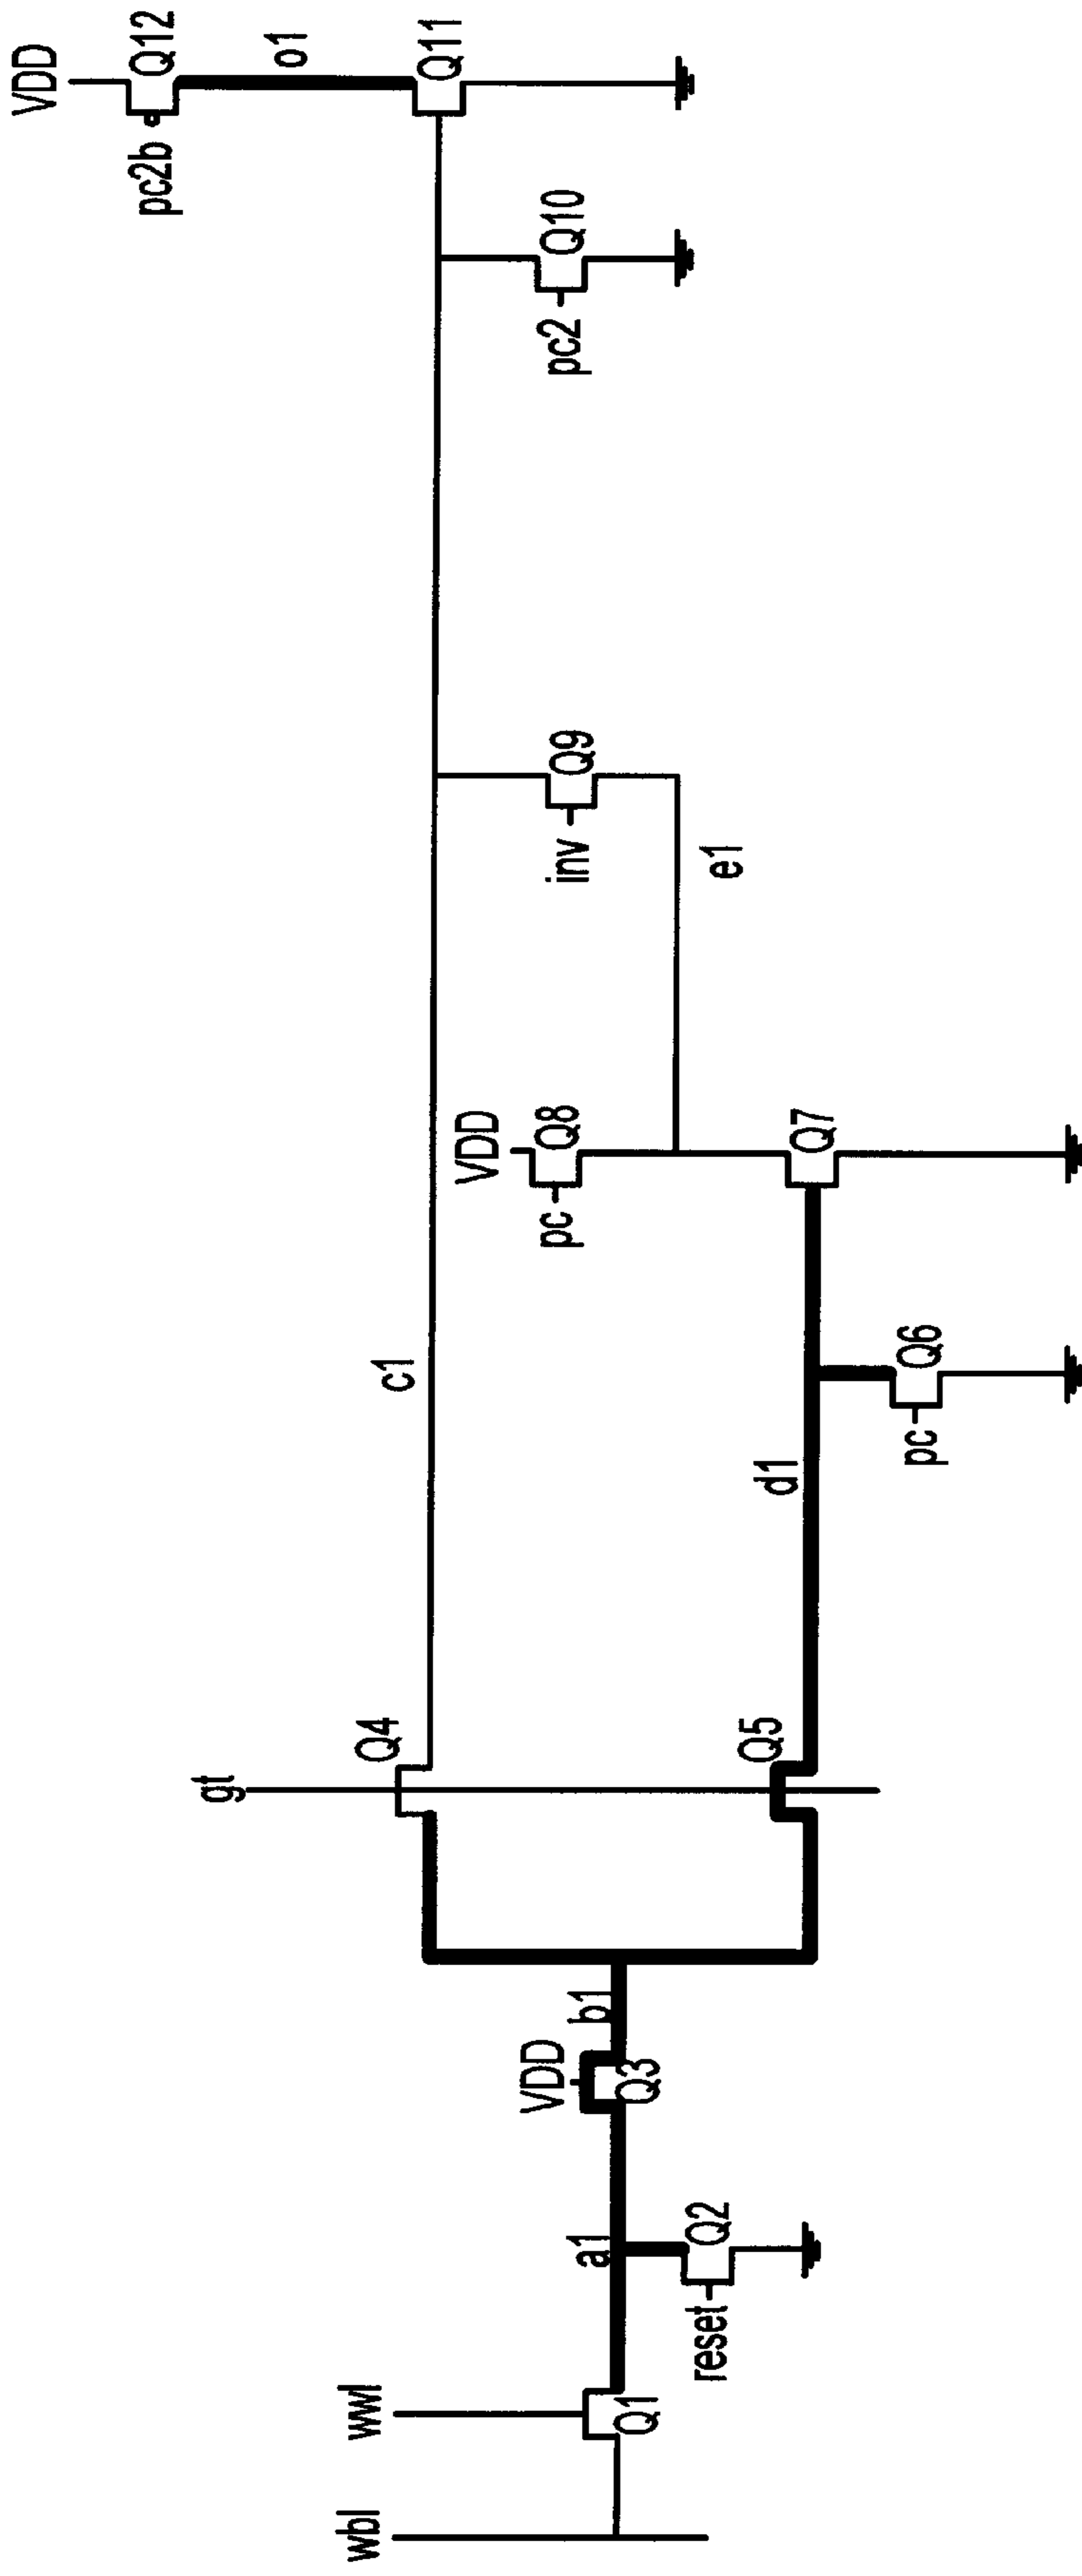 wbl
wwl
Q1
a1
reset
Q2
VDD
Q3
b1
gt
Q4
Q5
c1
d1
pc
Q6
VDD
pc
Q8
Q7
e1
inv
Q9
pc2
Q10
VDD
pc2b
Q12
o1
Q11